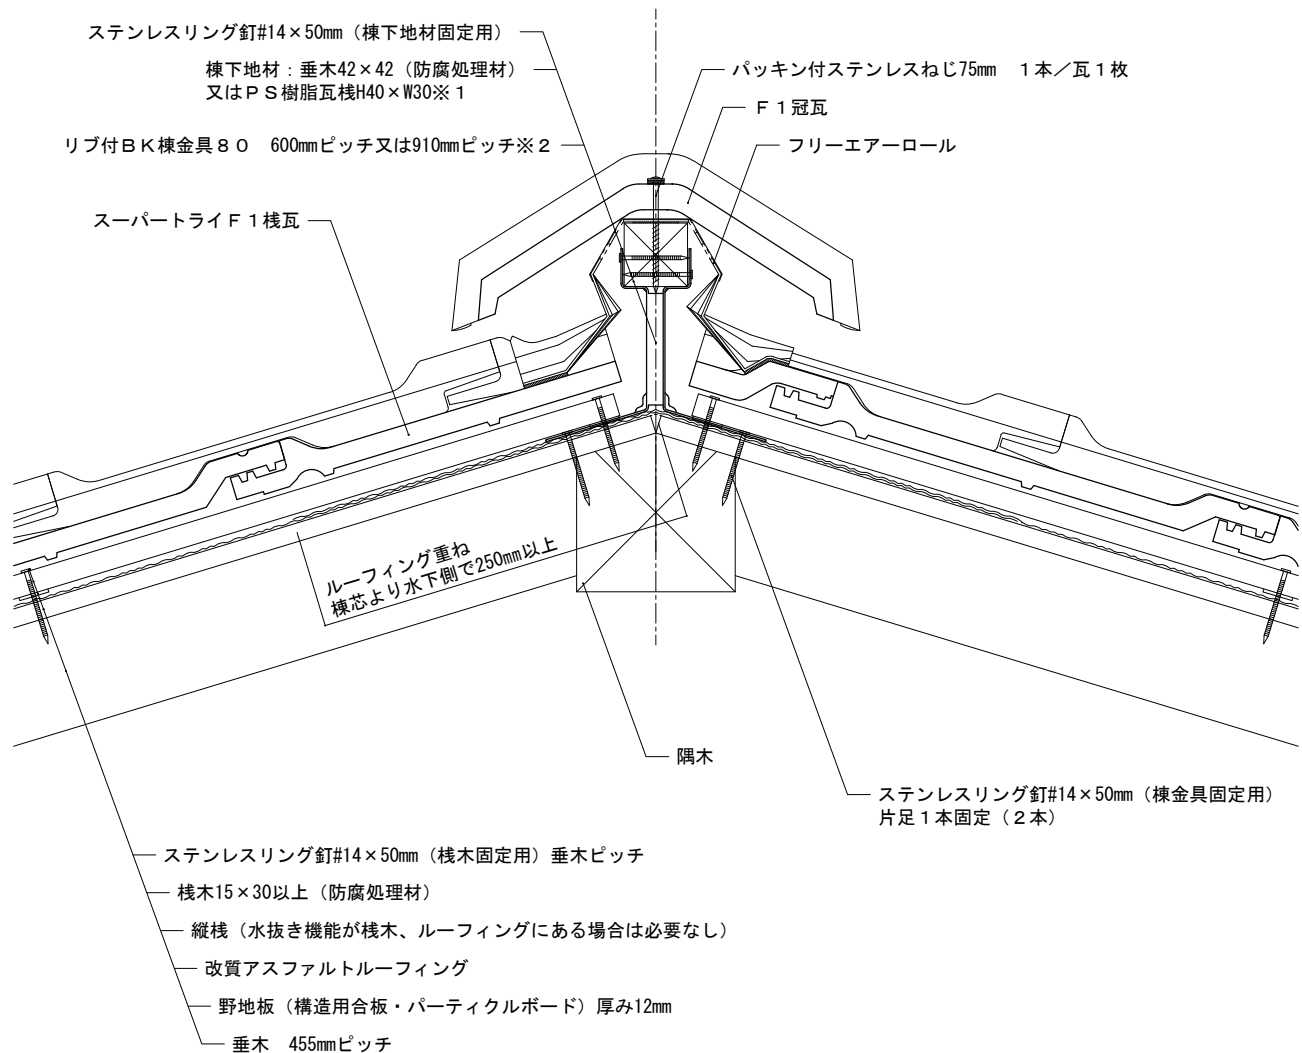 ステンレスリング釘#14×50mm（棟下地材固定用）
棟下地材：垂木42×42（防腐処理材）
又はＰＳ樹脂瓦桟H40×W30※１
リブ付ＢＫ棟金具８０　600mmピッチ又は910mmピッチ※２
スーパートライＦ１桟瓦
パッキン付ステンレスねじ75mm　１本／瓦１枚
Ｆ１冠瓦
フリーエアーロール
ルーフィング重ね
棟芯より水下側で250mm以上
隅木
ステンレスリング釘#14×50mm（棟金具固定用）
片足１本固定（２本）
ステンレスリング釘#14×50mm（桟木固定用）垂木ピッチ
桟木15×30以上（防腐処理材）
縦桟（水抜き機能が桟木、ルーフィングにある場合は必要なし）
改質アスファルトルーフィング
野地板（構造用合板・パーティクルボード）厚み12mm
垂木　455mmピッチ